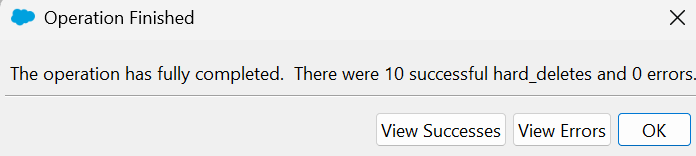 Operation Finished
The operation has fully completed.  There were 10 successful hard_deletes and 0 errors.
View Successes View Errors OK